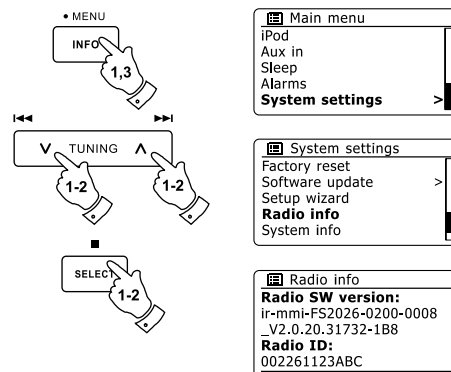 • MENU
INFO
1,3
TUNING
1-2
1-2
SELECT
1-2
Main menu
iPod
Aux in
Sleep
Alarms
System settings >
System settings
Factory reset
Software update >
Setup wizard
Radio info
System info
Radio info
Radio SW version:
ir-mmi-FS2026-0200-0008
_V2.0.20.31732-1B8
Radio ID:
002261123ABC